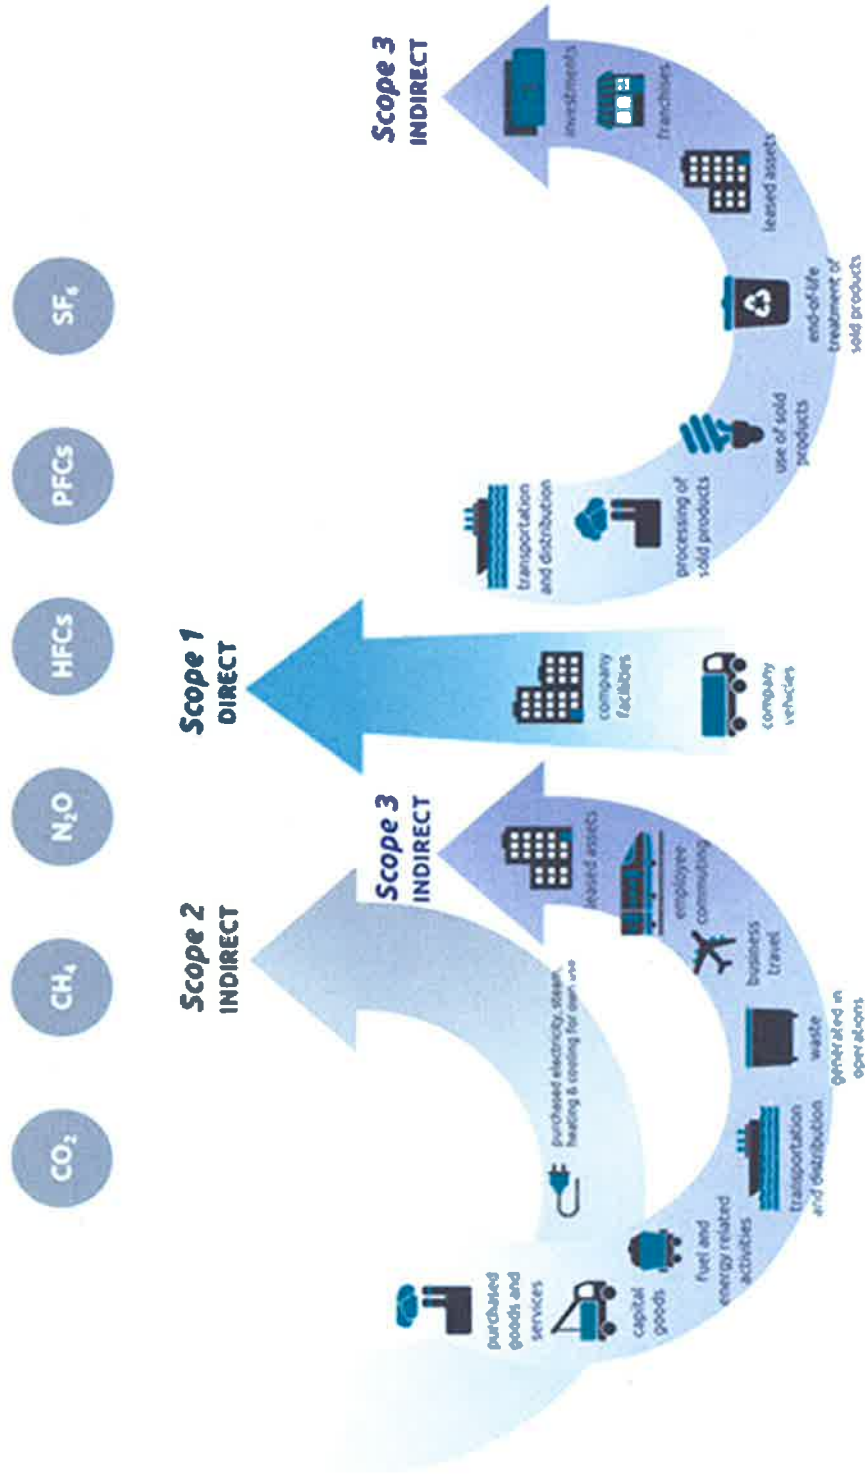 CO₂
CH₄
N₂O
HFCs
PFCs
SF₆
Scope 2
INDIRECT
Scope 1
DIRECT
Scope 3
INDIRECT
Scope 3
INDIRECT
purchased
goods and
services
capital
goods
fuel and
energy related
activities
transportation
and distribution
waste
generated in
operations
business
travel
employee
commuting
leased assets
purchased electricity, steam,
heating & cooling for own use
company
facilities
company
vehicles
transportation
and distribution
processing of
sold products
use of sold
products
end-of-life
treatment of
sold products
leased assets
franchises
investments